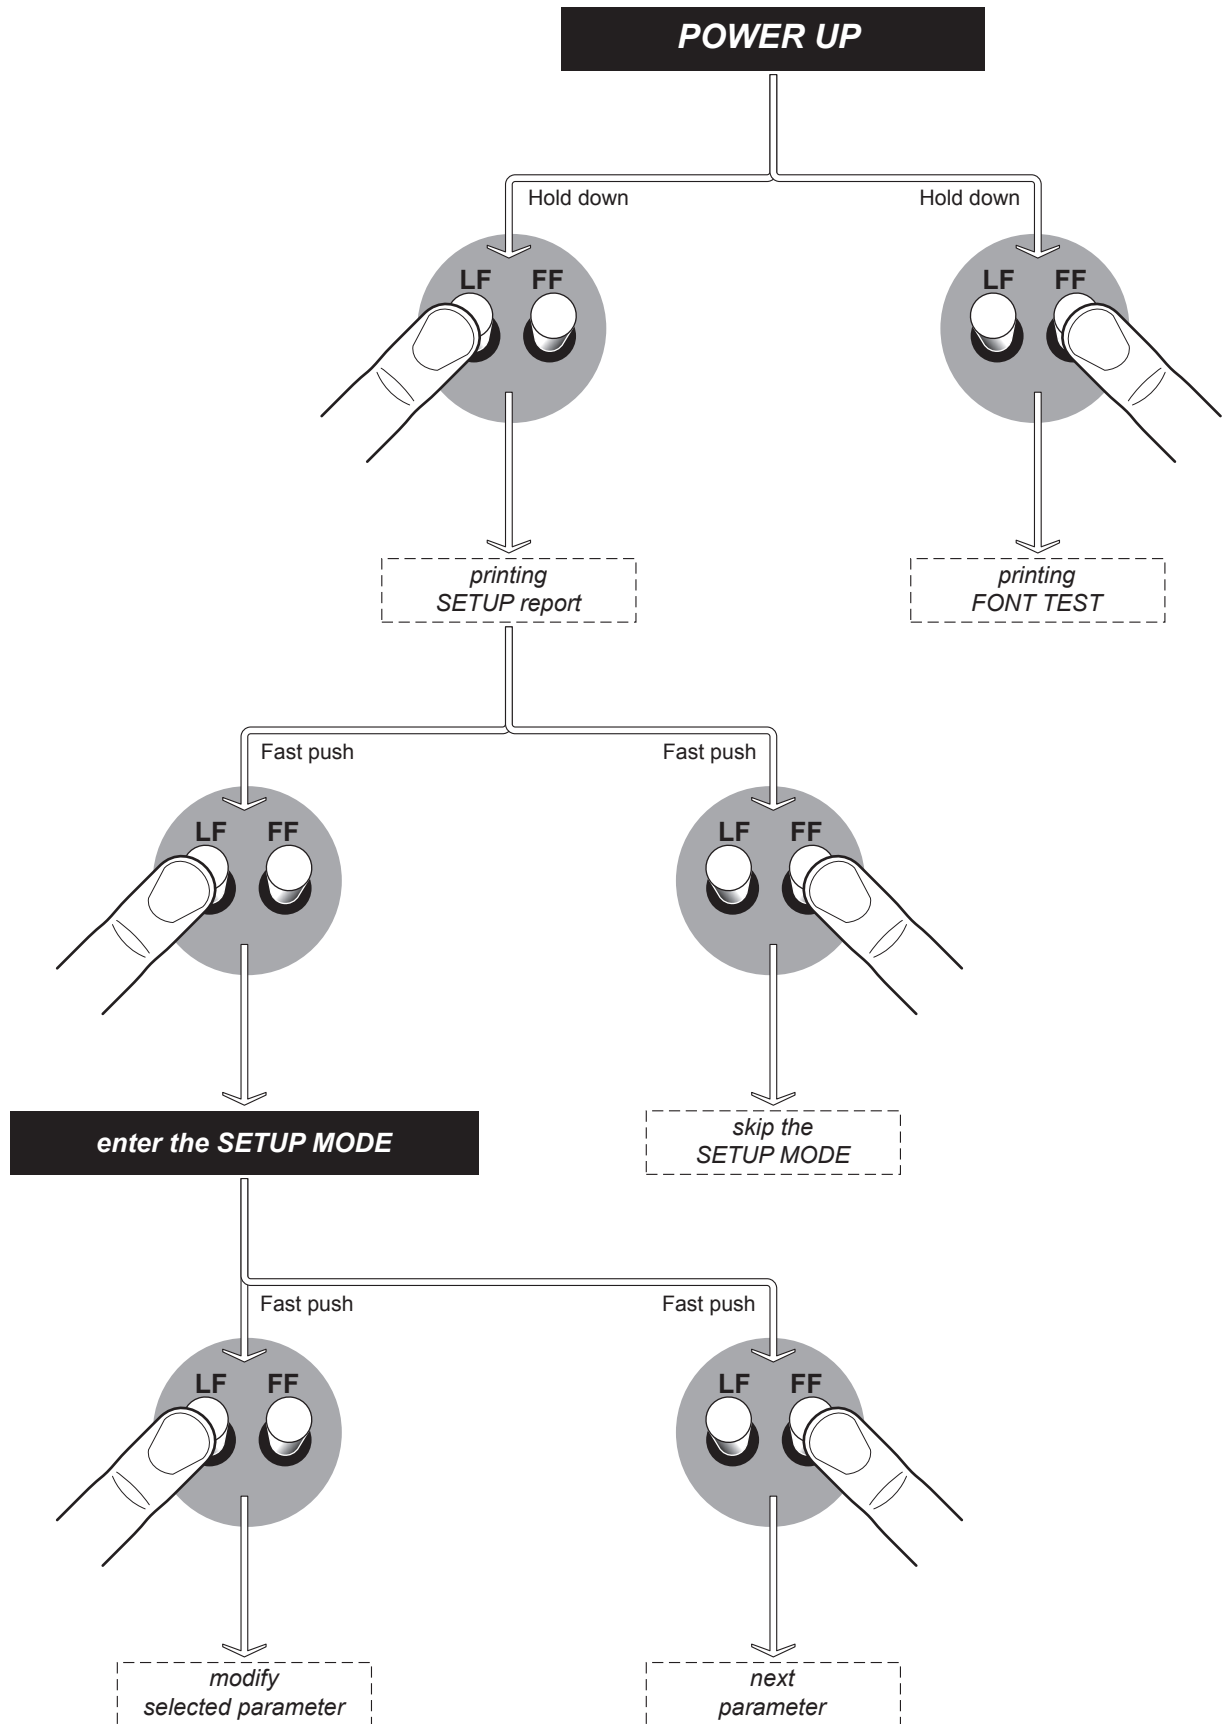 POWER UP
Hold down
Hold down
LF FF
LF FF
printing
SETUP report
printing
FONT TEST
Fast push
Fast push
LF FF
LF FF
enter the SETUP MODE
skip the
SETUP MODE
Fast push
Fast push
LF FF
LF FF
modify
selected parameter
next
parameter